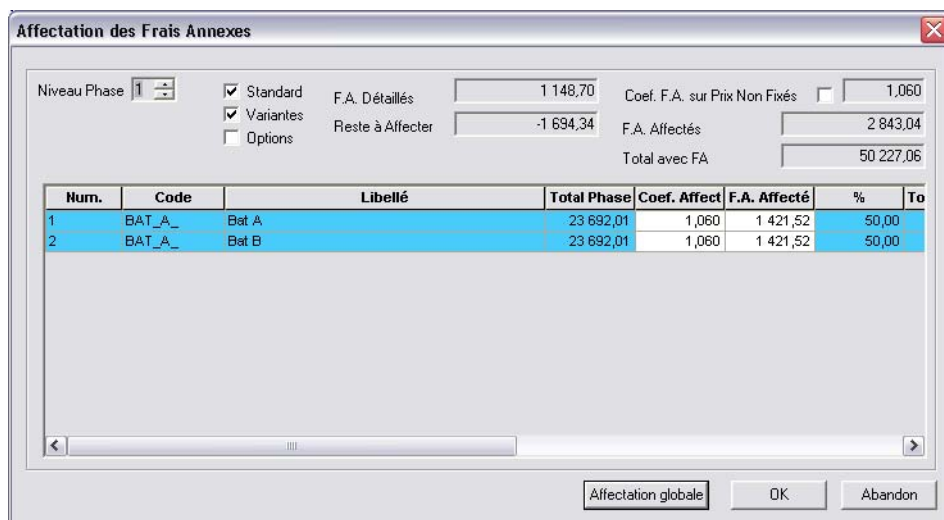 Affectation des Frais Annexes
Niveau Phase 1
Standard
Variantes
Options
F.A. Détaillés 1 148,70
Reste à Affecter -1 694,34
Coef. F.A. sur Prix Non Fixés 1,060
F.A. Affectés 2 843,04
Total avec FA 50 227,06
Num. Code Libellé Total Phase Coef. Affect F.A. Affecté % To
1 BAT_A_ Bat A 23 692,01 1,060 1 421,52 50,00
2 BAT_A_ Bat B 23 692,01 1,060 1 421,52 50,00
Affectation globale OK Abandon